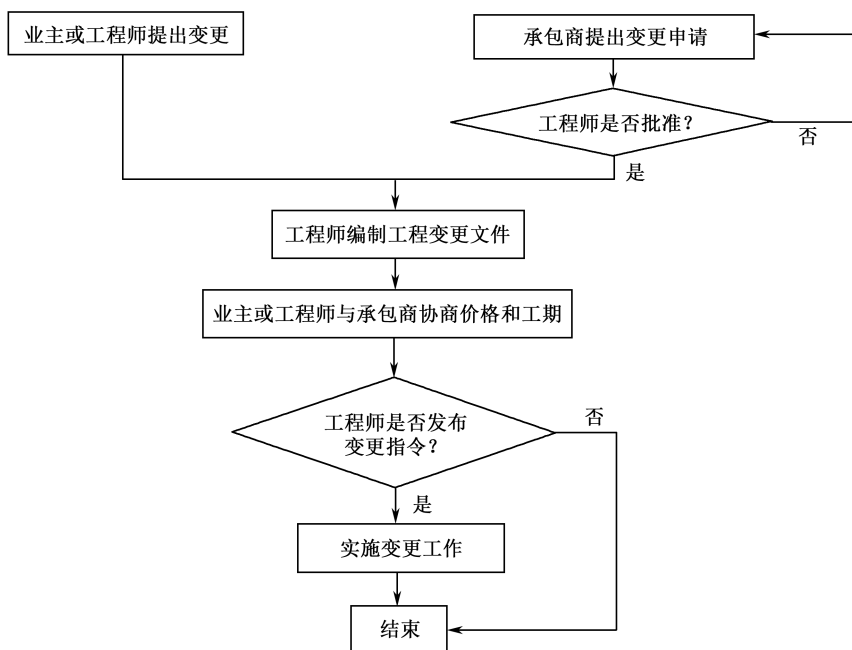 业主或工程师提出变更
承包商提出变更申请
工程师是否批准?
否
是
工程师编制工程变更文件
业主或工程师与承包商协商价格和工期
工程师是否发布
变更指令?
否
是
实施变更工作
结束